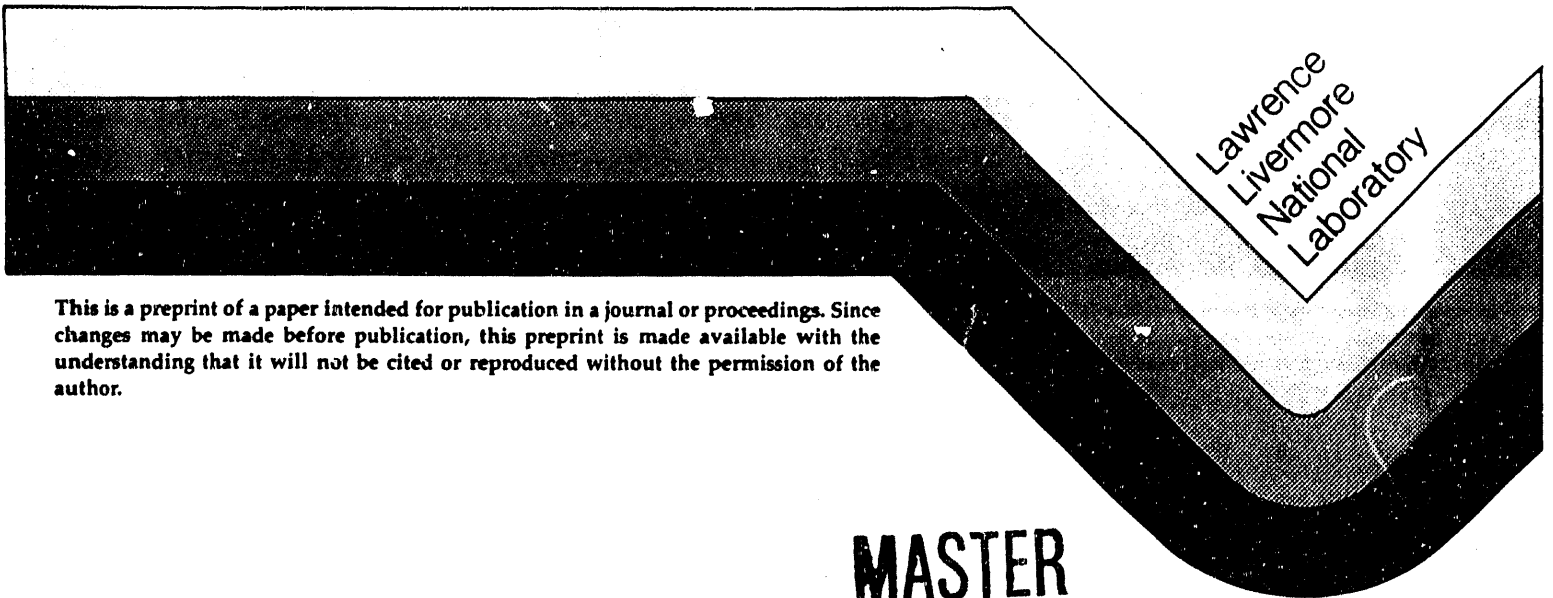 Lawrence
Livermore
National
Laboratory
This is a preprint of a paper intended for publication in a journal or proceedings. Since
changes may be made before publication, this preprint is made available with the
understanding that it will not be cited or reproduced without the permission of the
author.
MASTER